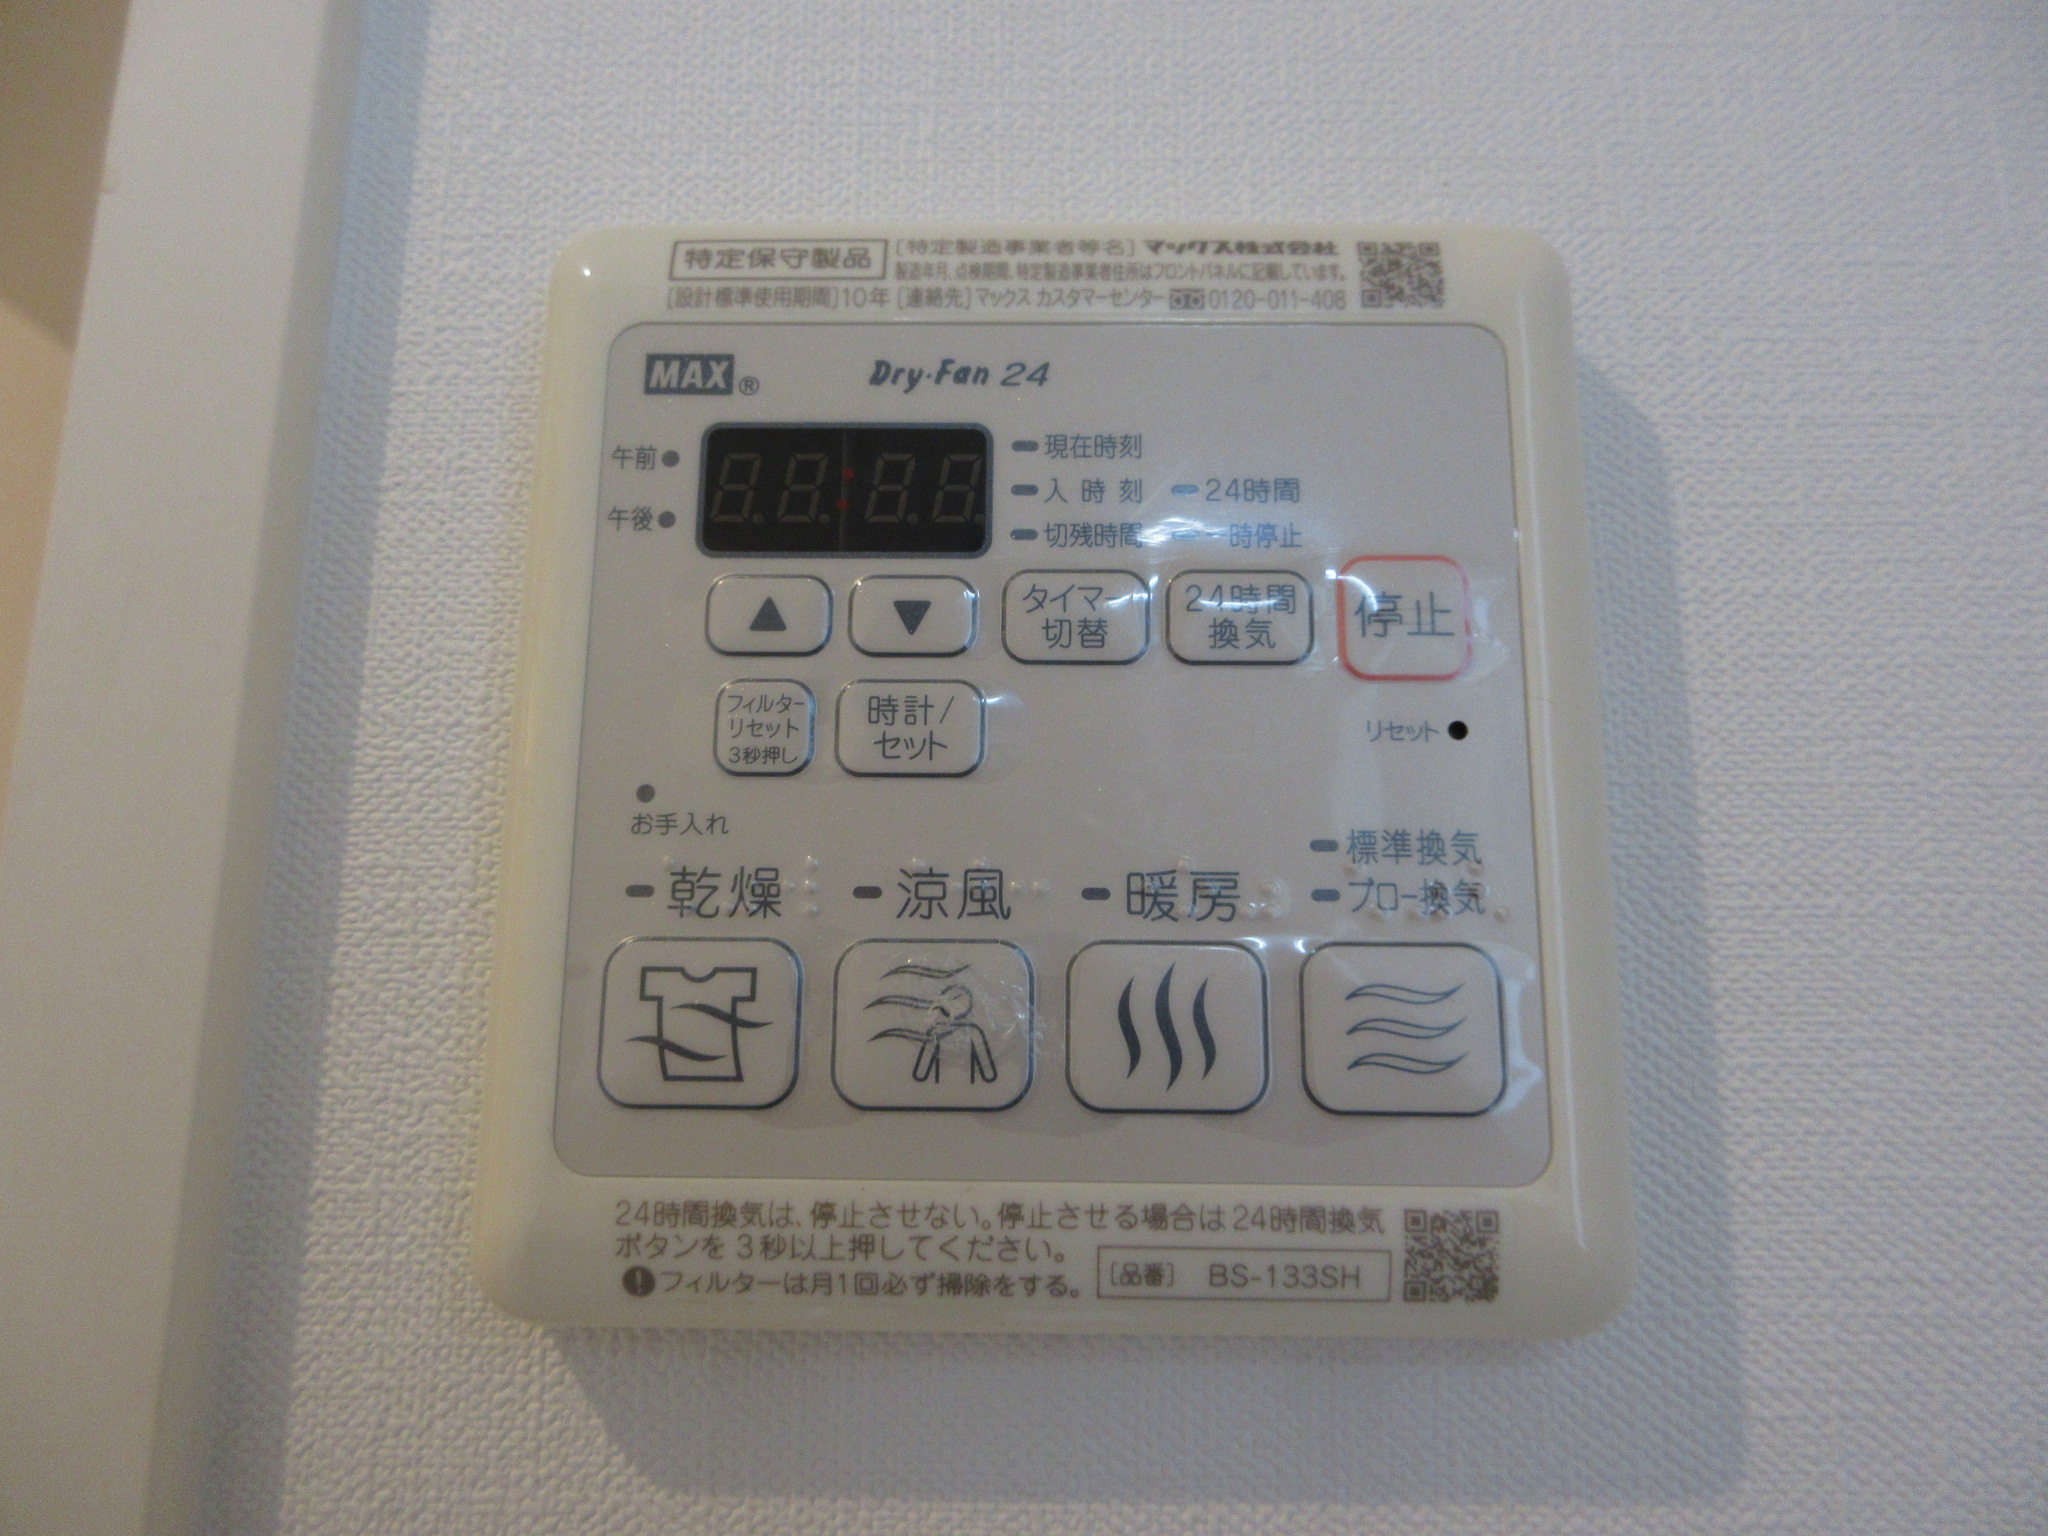 特定保守製品 [特定製造事業者等名] マックス株式会社
製造年月、点検期間、特定製造事業者住所はフロントパネルに記載しています。
[設計標準使用期間]10年 [連絡先]マックス カスタマーセンター 0120-011-408
MAX® Dry・Fan 24
午前
午後
88:88
現在時刻
入時刻 24時間
切残時間 一時停止
▲ ▼ タイマー切替 24時間換気 停止
フィルターリセット3秒押し 時計/セット
リセット
お手入れ
標準換気
乾燥 涼風 暖房 ブロー換気
24時間換気は、停止させない。停止させる場合は24時間換気
ボタンを3秒以上押してください。
フィルターは月1回必ず掃除をする。 [品番] BS-133SH